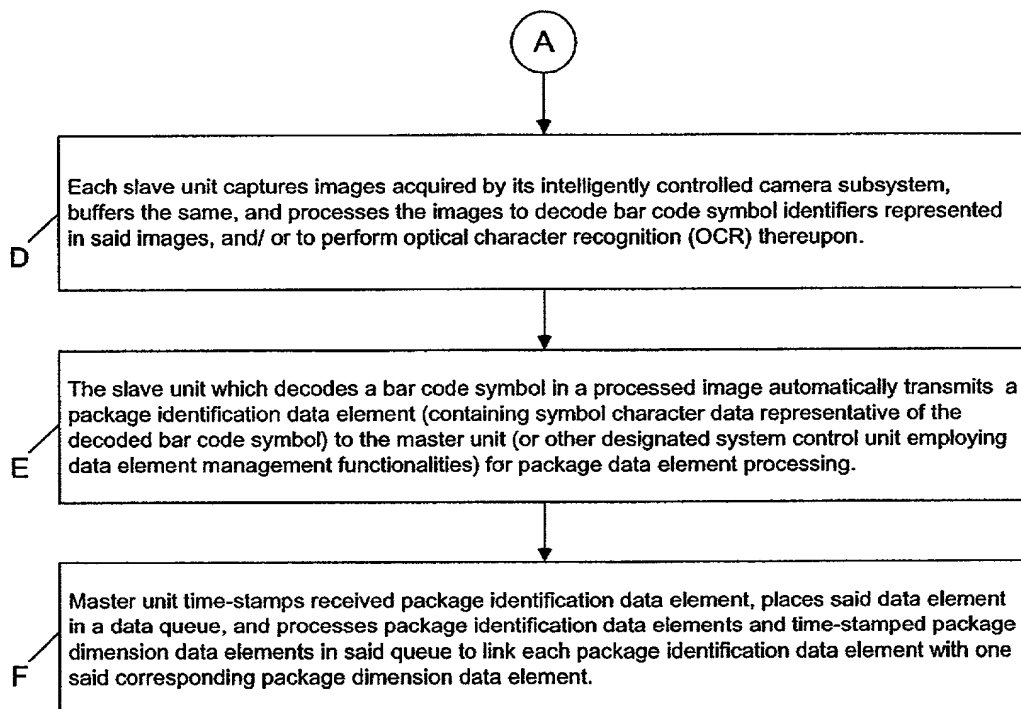 A
Each slave unit captures images acquired by its intelligently controlled camera subsystem,
buffers the same, and processes the images to decode bar code symbol identifiers represented
in said images, and/ or to perform optical character recognition (OCR) thereupon.
D
The slave unit which decodes a bar code symbol in a processed image automatically transmits a
package identification data element (containing symbol character data representative of the
decoded bar code symbol) to the master unit (or other designated system control unit employing
data element management functionalities) for package data element processing.
E
Master unit time-stamps received package identification data element, places said data element
in a data queue, and processes package identification data elements and time-stamped package
dimension data elements in said queue to link each package identification data element with one
said corresponding package dimension data element.
F